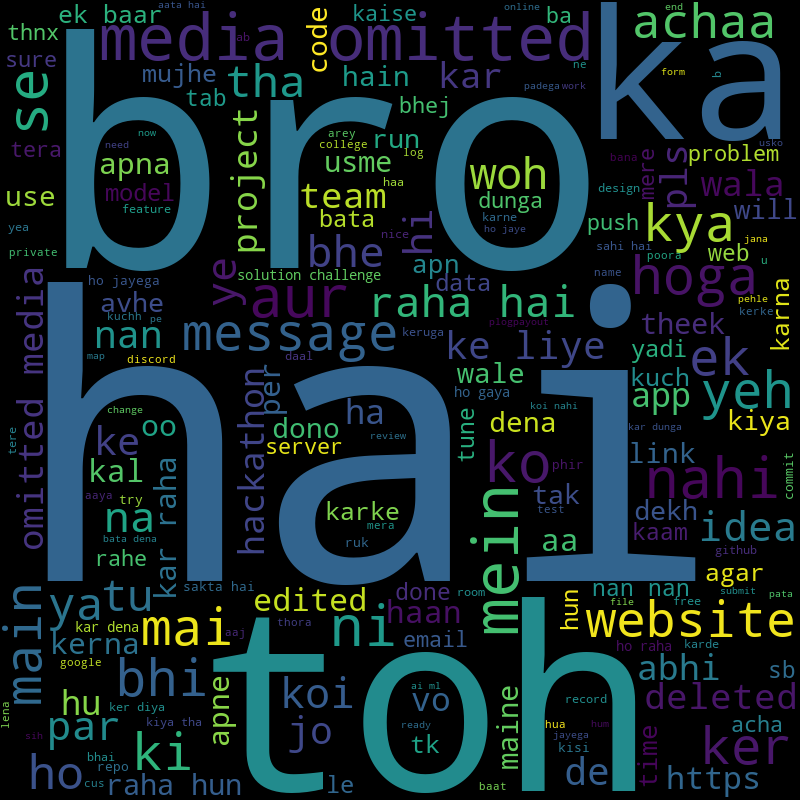 aata hai
online
end
ek baar
media
omitted
kaise
ba
achaa
thnx
code
ka
sure
bro
ab
mujhe
tha
hain
kar
ne
form
b
se
tab
bhej
padega
work
tera
now
need
project
arey
college
run
log
usko
bana
mere
pls
problem
apna
usme
haa
woh
wala
use
model
team
dunga
design
will
feature
bata
nice
karne
push
kya
yea
ho jaye
sahi hai
jana
private
bhe
hi
apn
web
poora
u
solution challenge
ye
data
name
hoga
pehle
ho jayega
aur
raha hai
karna
avhe
kuchh
pe
message
keruga
plogpayout
theek
kerke
nan
omitted media
hai
map
discord
daal
ke liye
yadi
ek
per
wale
kuch
yeh
hackathon
ho gaya
koi nahi
app
change
ha
tune
dena
kar dunga
kiya
oo
dono
tere
ke
server
review
ko
link
nahi
kal
phir
commit
kar raha
try
aaya
mein
tak
karke
na
mera
test
dekh
idea
bata dena
ruk
aa
kaam
rahe
github
agar
sakta hai
nan nan
main
ya
tu
edited
done
room
hun
file
free
submit
pata
toh
thora
haan
website
kar dena
mai
ni
kerna
aaj
email
ho raha
karde
google
bhi
koi
abhi
sb
kiya tha
ai ml
vo
lena
hu
apne
ker diya
record
deleted
par
jo
ready
maine
hua
hum
acha
sih
bhai
ki
tk
jayega
kisi
ker
ho
repo
time
cus
raha hun
le
baat
de
https